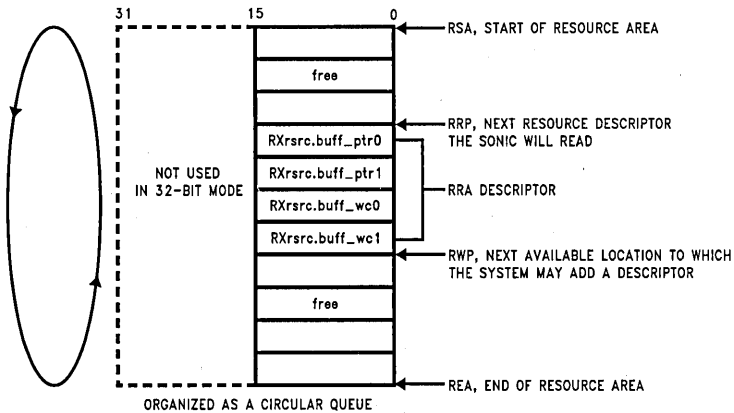 31
15
0
RSA, START OF RESOURCE AREA
free
RRP, NEXT RESOURCE DESCRIPTOR
THE SONIC WILL READ
RXrsrc.buff_ptr0
NOT USED
IN 32-BIT MODE
RXrsrc.buff_ptr1
RRA DESCRIPTOR
RXrsrc.buff_wc0
RXrsrc.buff_wc1
RWP, NEXT AVAILABLE LOCATION TO WHICH
THE SYSTEM MAY ADD A DESCRIPTOR
free
REA, END OF RESOURCE AREA
ORGANIZED AS A CIRCULAR QUEUE